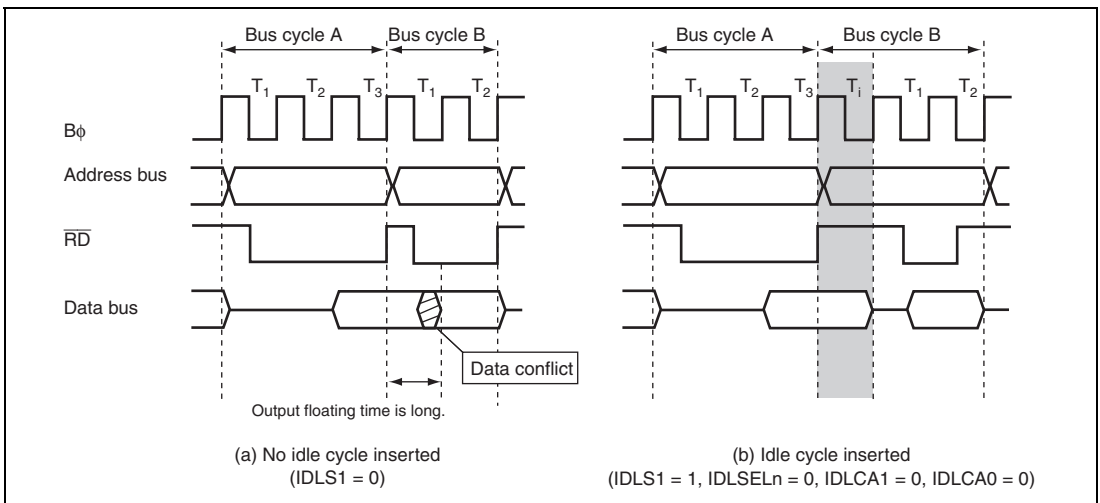 Bus cycle A Bus cycle B Bus cycle A Bus cycle B
T1 T2 T3 T1 T2 T1 T2 T3 Ti T1 T2
Bϕ
Address bus
RD
Data bus
Data conflict
Output floating time is long.
(a) No idle cycle inserted
(IDLS1 = 0)
(b) Idle cycle inserted
(IDLS1 = 1, IDLSELn = 0, IDLCA1 = 0, IDLCA0 = 0)